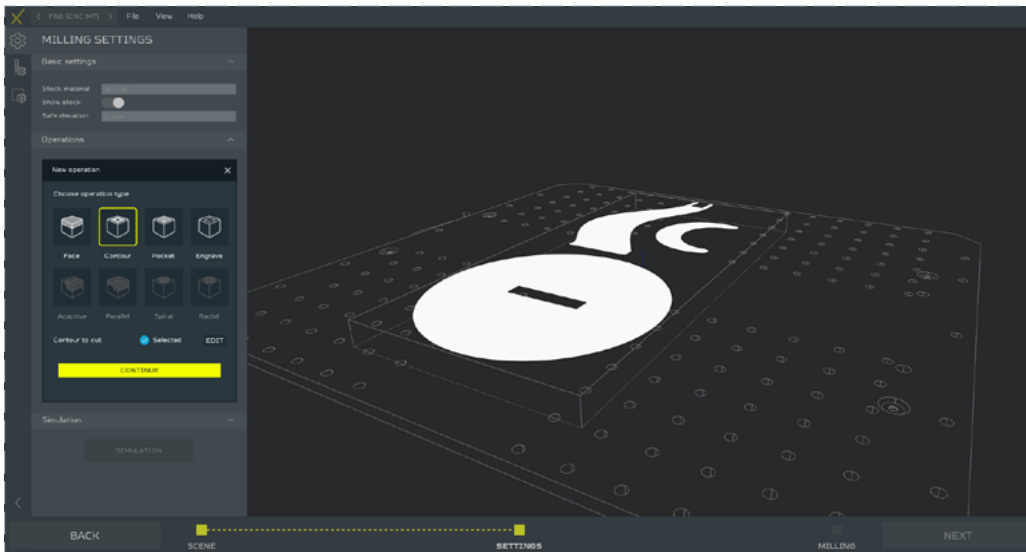 < FAB (CNC MT) > File View Help
MILLING SETTINGS
Basic settings
Stock material
Show stock
Safe elevation
Operations
New operation X
Choose operation type
Face Contour Pocket Engrave
Adaptive Parallel Spiral Radial
Contour to cut Selected EDIT
CONTINUE
Simulation
SIMULATION
BACK SCENE SETTINGS MILLING NEXT